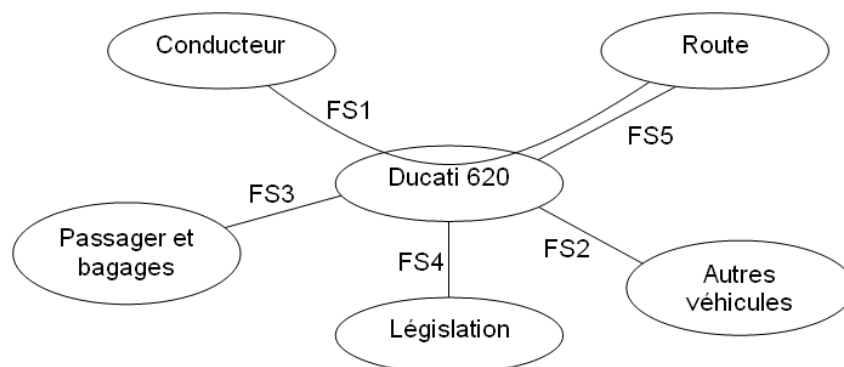 Conducteur
Route
FS1
FS5
Ducati 620
FS3
Passager et
bagages
FS4
FS2
Autres
véhicules
Législation